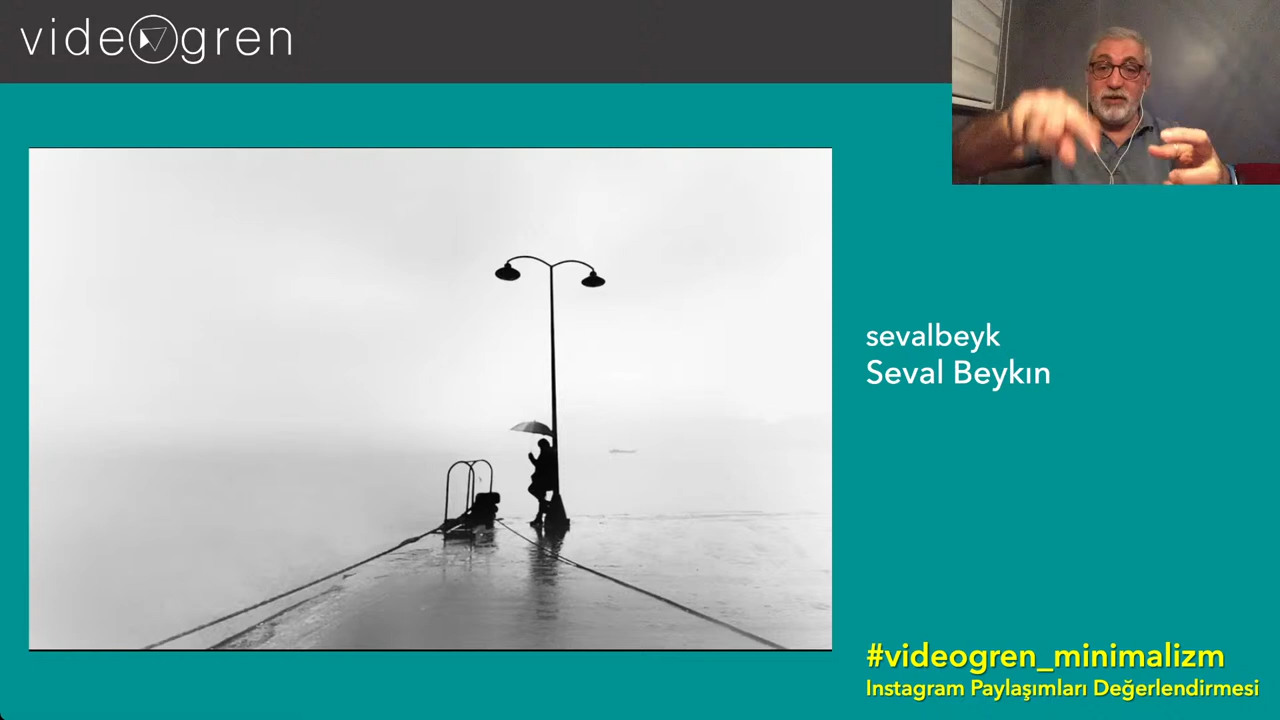 videogren
sevalbeyk
Seval Beykın
#videogren_minimalizm
Instagram Paylaşımları Değerlendirmesi